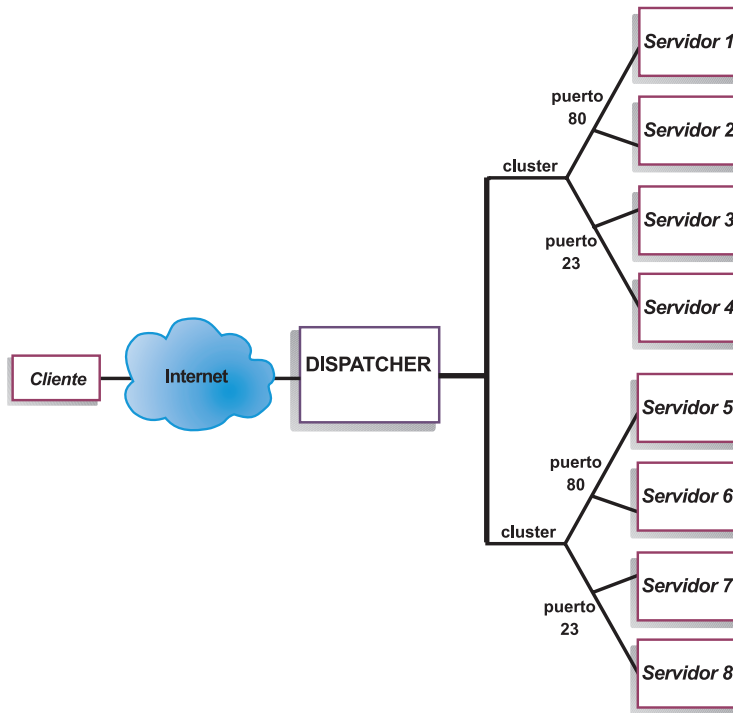 Servidor 1
puerto
80
Servidor 2
cluster
Servidor 3
puerto
23
Servidor 4
Cliente
Internet
DISPATCHER
Servidor 5
puerto
80
Servidor 6
cluster
Servidor 7
puerto
23
Servidor 8